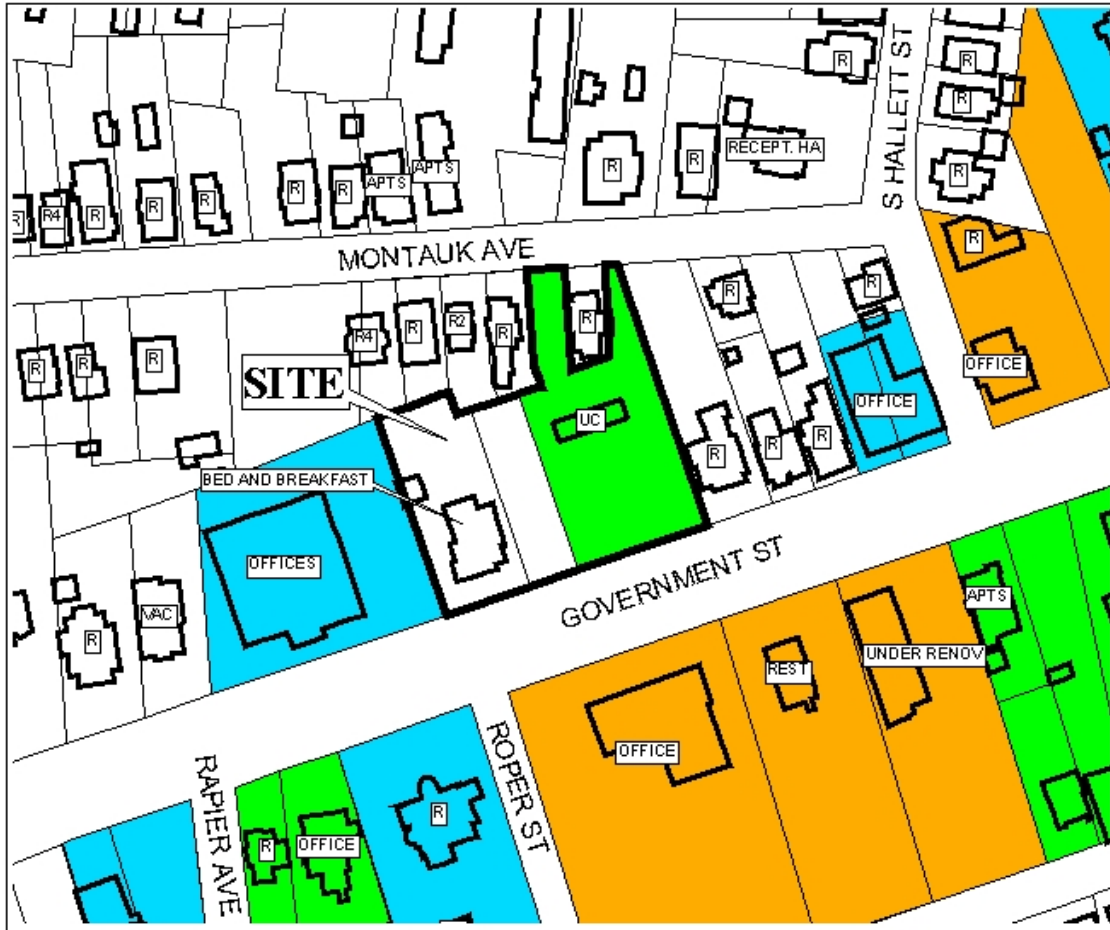 S HALLETT ST
R
R
R
R
R
RECEPT. HA
R
APTS
APTS
R
R
R
R
R
R4
R
R
MONTAUK AVE
R
R
R
R
R2
R
R4
R
R
R
R
OFFICE
SITE
OFFICE
UC
R
R
R
BED AND BREAKFAST
OFFICES
GOVERNMENT ST
APTS
VAC
R
UNDER RENOV
REST
OFFICE
ROPER ST
RAPIER AVE
R
R
OFFICE